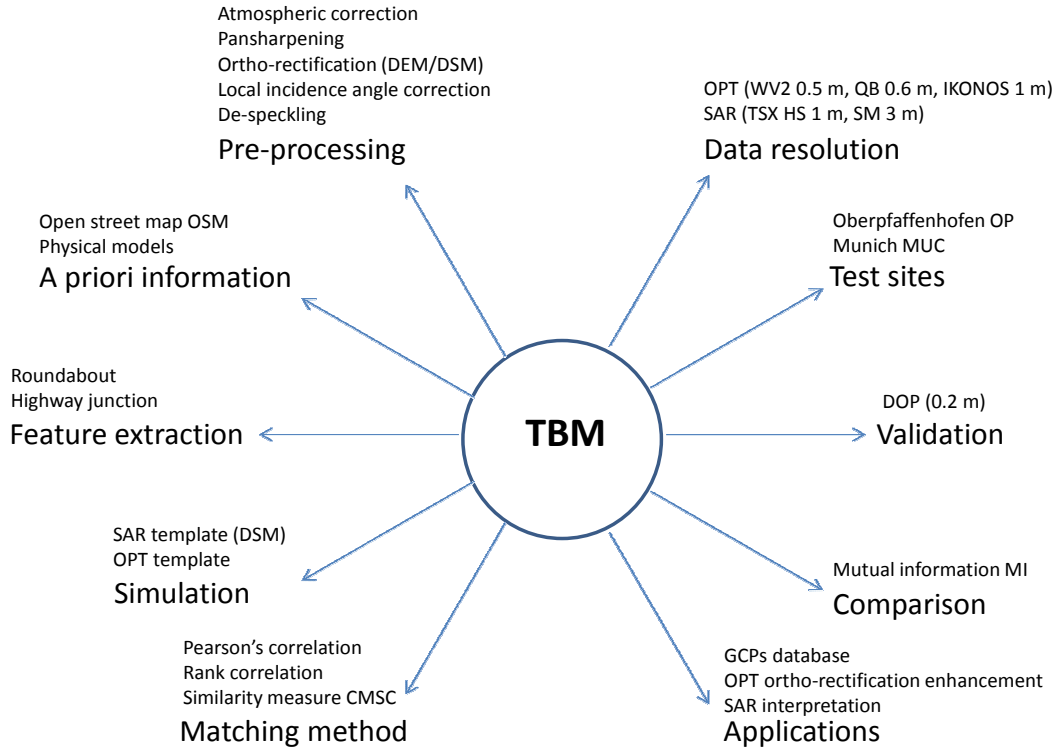 Atmospheric correction
Pansharpening
Ortho-rectification (DEM/DSM)
Local incidence angle correction
De-speckling
Pre-processing
OPT (WV2 0.5 m, QB 0.6 m, IKONOS 1 m)
SAR (TSX HS 1 m, SM 3 m)
Data resolution
Open street map OSM
Physical models
A priori information
Oberpfaffenhofen OP
Munich MUC
Test sites
Roundabout
Highway junction
Feature extraction
TBM
DOP (0.2 m)
Validation
SAR template (DSM)
OPT template
Simulation
Mutual information MI
Comparison
Pearson’s correlation
Rank correlation
Similarity measure CMSC
Matching method
GCPs database
OPT ortho-rectification enhancement
SAR interpretation
Applications